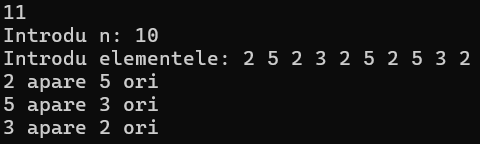 11
Introdu n: 10
Introdu elementele: 2 5 2 3 2 5 2 5 3 2
2 apare 5 ori
5 apare 3 ori
3 apare 2 ori